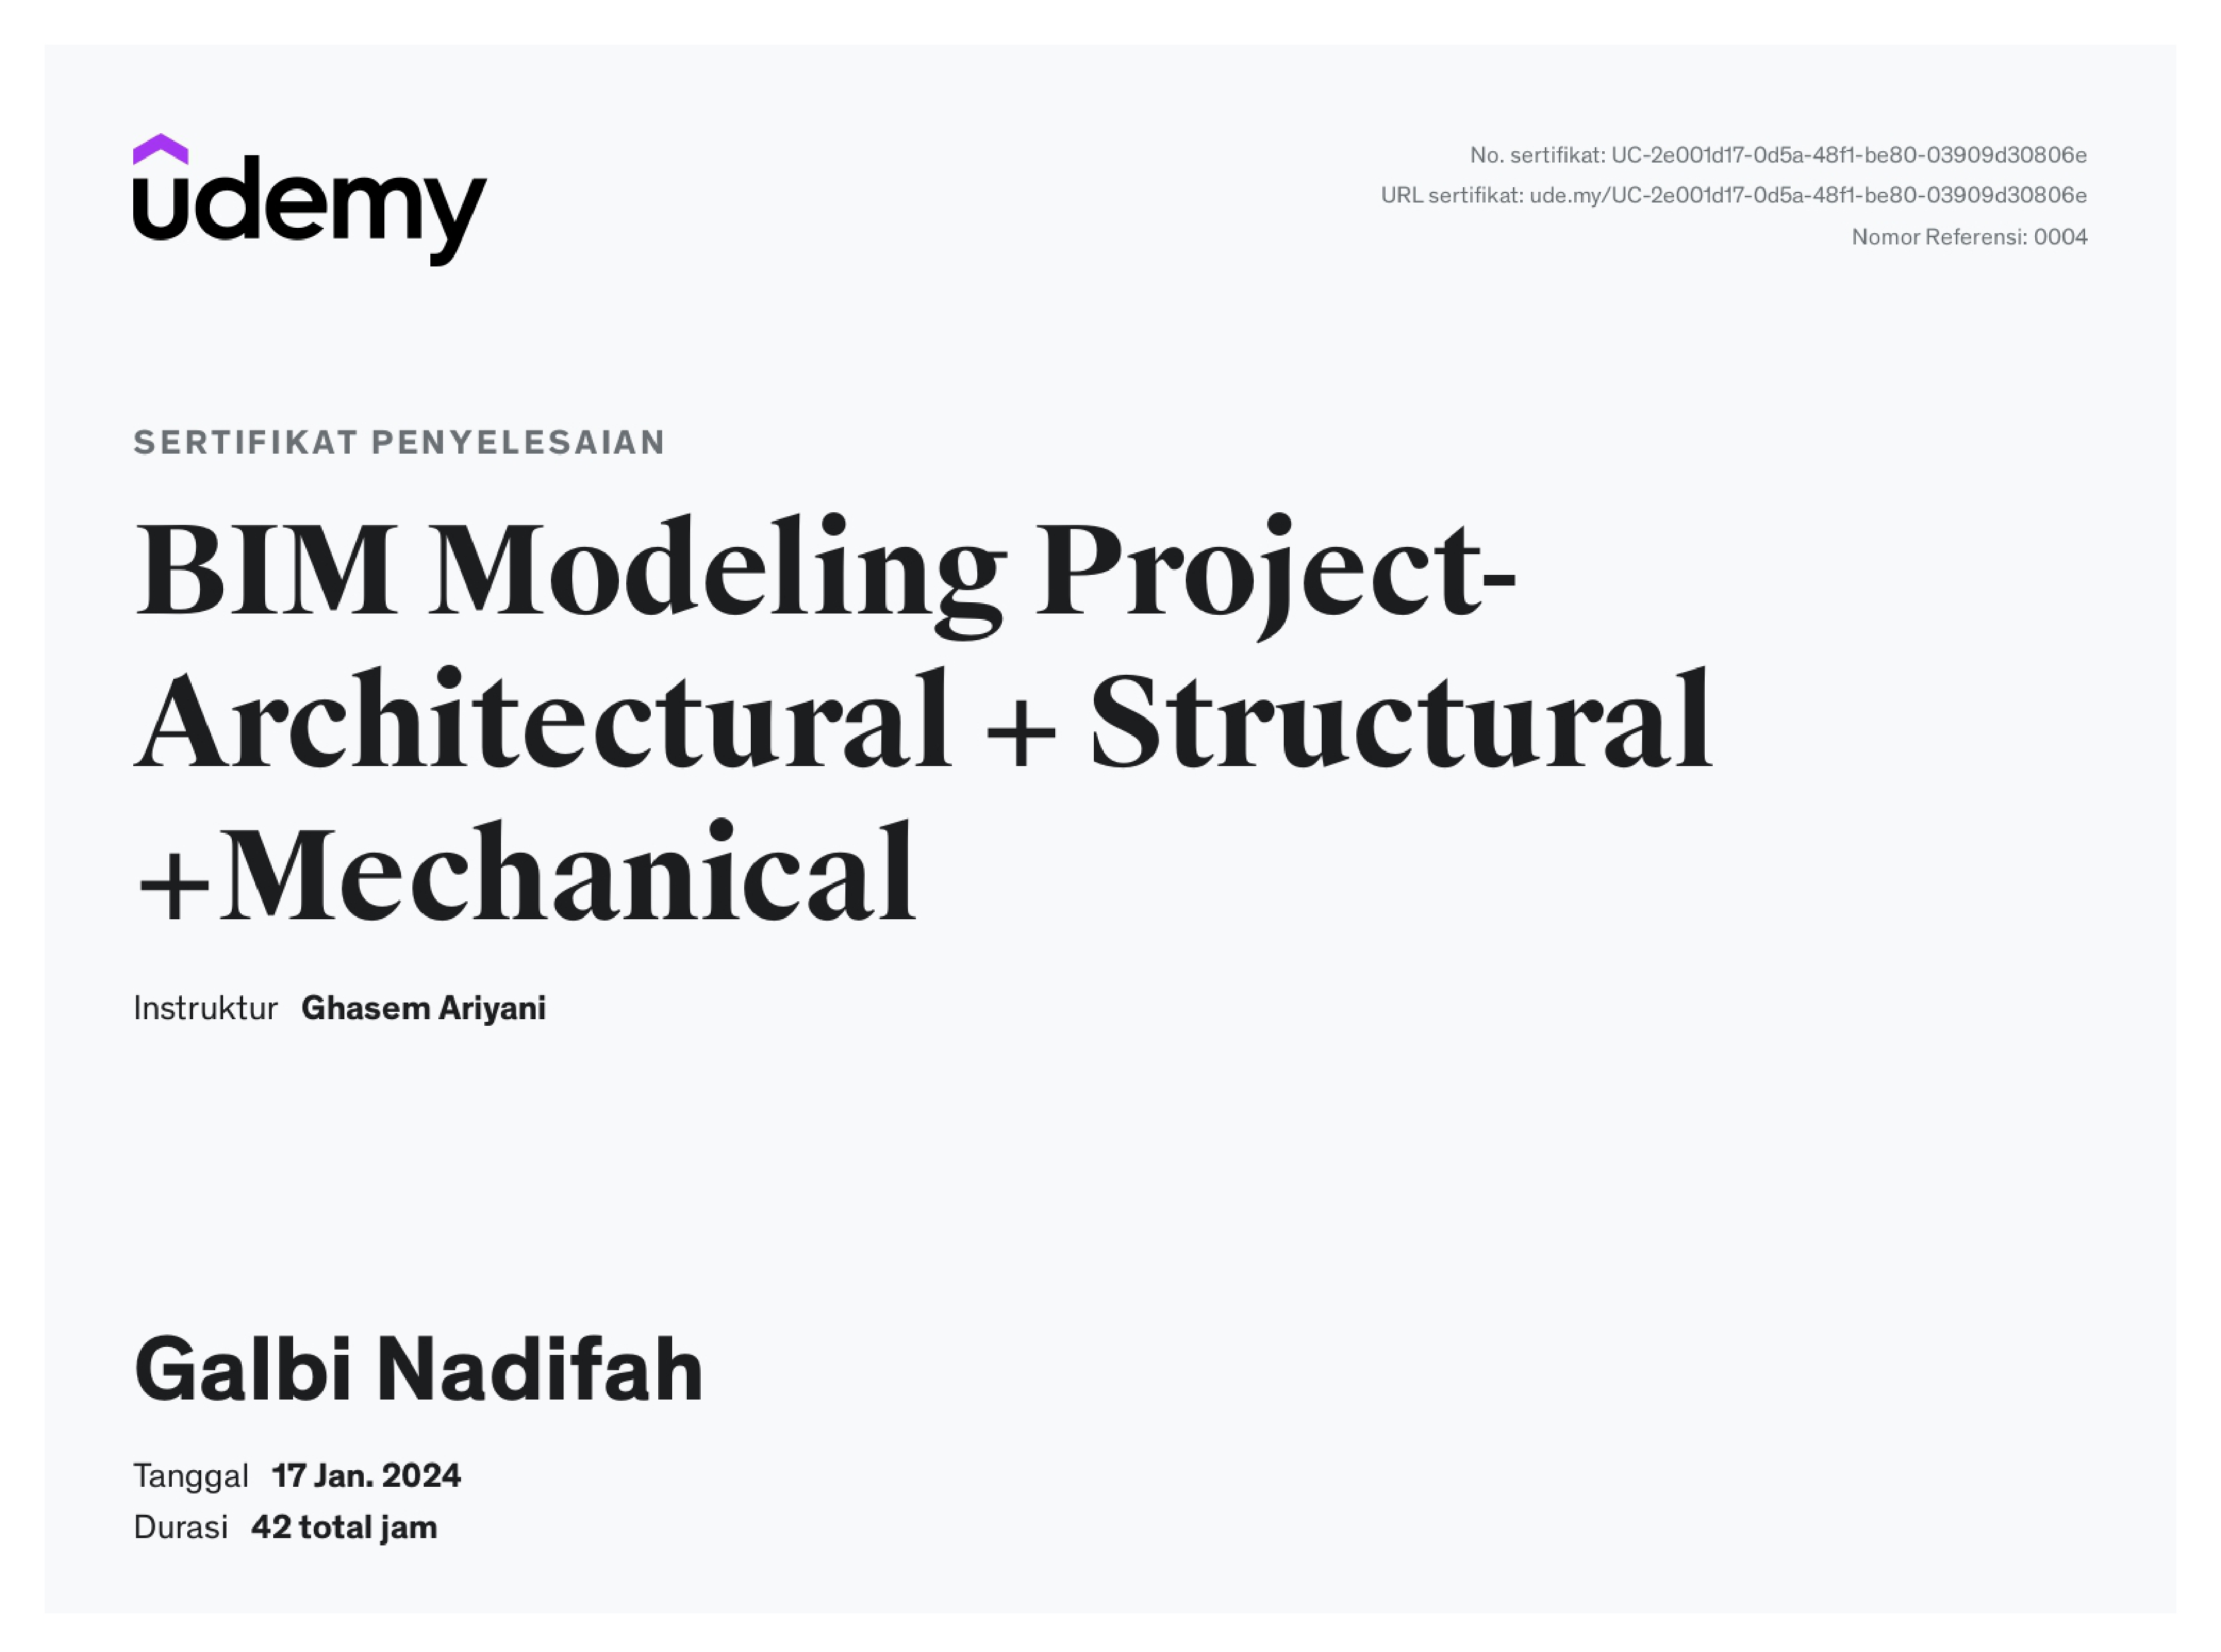 udemy
No. sertifikat: UC-2e001d17-0d5a-48f1-be80-03909d30806e
URL sertifikat: ude.my/UC-2e001d17-0d5a-48f1-be80-03909d30806e
Nomor Referensi: 0004
SERTIFIKAT PENYELESAIAN
BIM Modeling Project-
Architectural + Structural
+Mechanical
Instruktur Ghasem Ariyani
Galbi Nadifah
Tanggal 17 Jan. 2024
Durasi 42 total jam